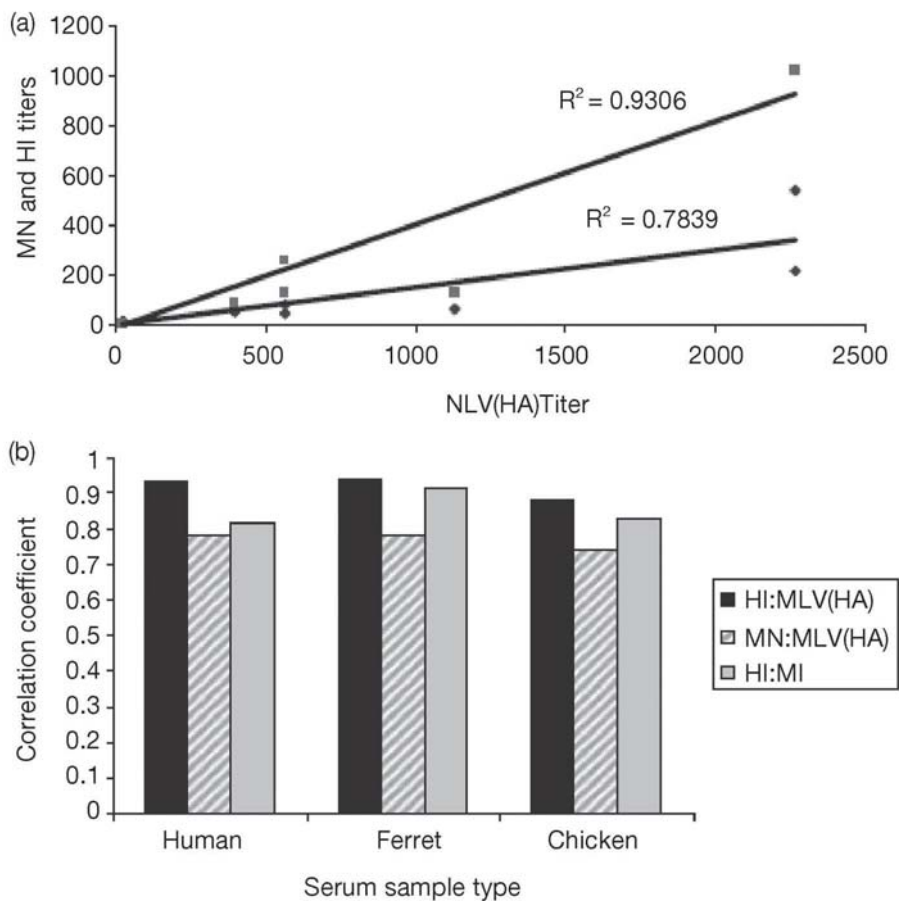 (a)
1200
1000
800
600
400
200
0
MN and HI titers
R² = 0.9306
R² = 0.7839
0 500 1000 1500 2000 2500
NLV(HA)Titer
(b)
1
0.9
0.8
0.7
0.6
0.5
0.4
0.3
0.2
0.1
0
Correlation coefficient
HI:MLV(HA)
MN:MLV(HA)
HI:MI
Human Ferret Chicken
Serum sample type